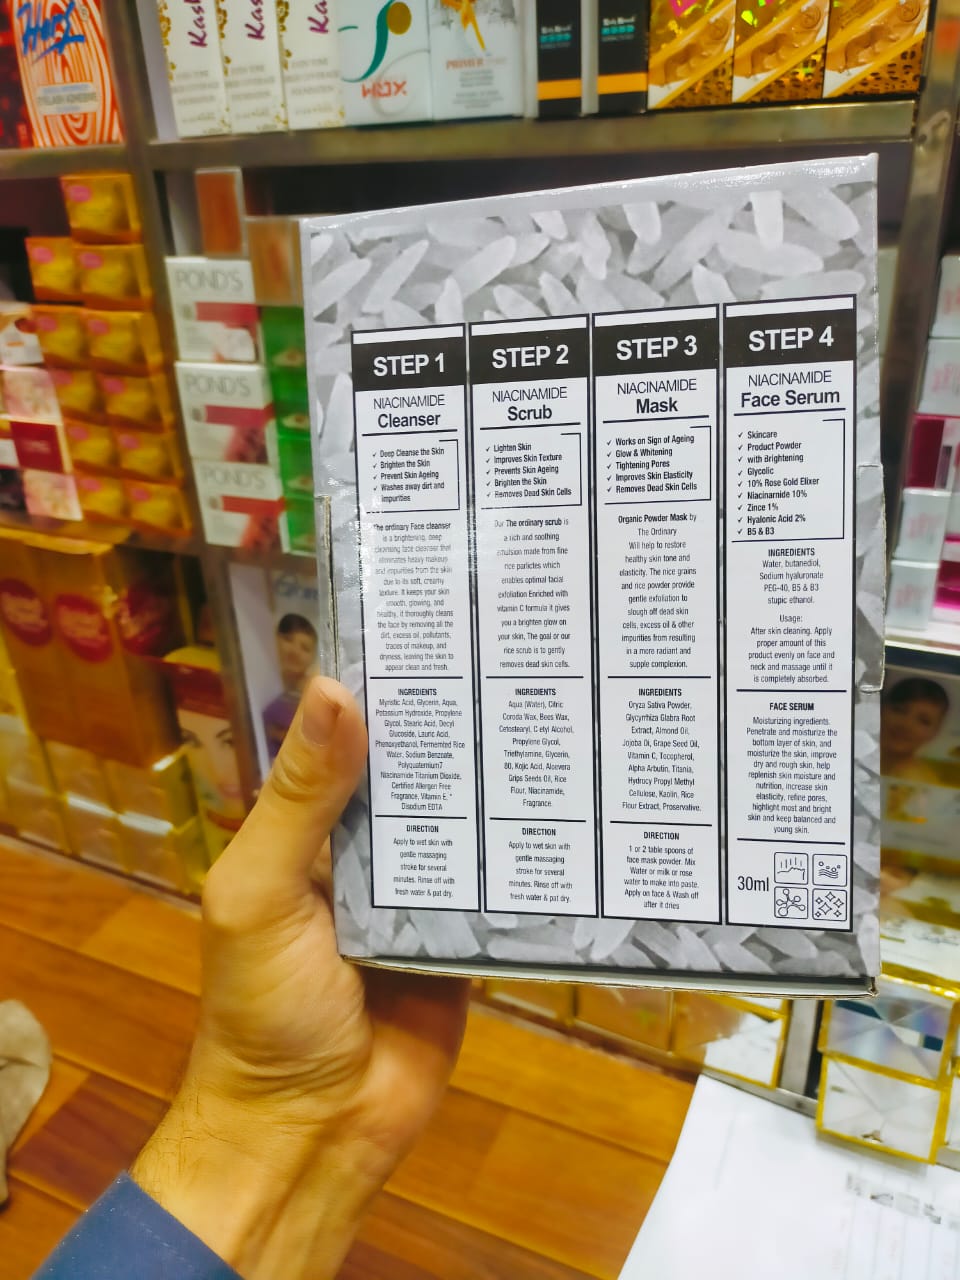 Herx
EYELASH ADHESIVE
Kas
Kas
Ka
HRQX
PRIMER
POND'S
POND'S
POND'S
STEP 1
NIACINAMIDE
Cleanser
✓ Deep Cleanse the Skin
✓ Brighten the Skin
✓ Prevent Skin Ageing
✓ Washes away dirt and
impurities
The ordinary Face cleanser
is a brightening, deep
cleansing face cleanser that
eliminates heavy makeup
and impurities from the skin
due to its soft, creamy
texture. It keeps your skin
smooth, glowing, and
healthy, it thoroughly cleans
the face by removing all the
dirt, excess oil, pollutants,
traces of makeup, and
dryness, leaving the skin to
appear clean and fresh.
INGREDIENTS
Myristic Acid, Glycerin, Aqua,
Potassium Hydroxide, Propylene
Glycol, Stearic Acid, Decyl
Glucoside, Lauric Acid,
Phenoxyethanol, Fermemted Rice
Water, Sodium Benzoate,
Polyquaternium7
Niacinamide Titanium Dioxide,
Certified Allergen Free
Fragrance, Vitamin E, *
Disodium EDTA
DIRECTION
Apply to wet skin with
gentle massaging
stroke for several
minutes. Rinse off with
fresh water & pat dry.
STEP 2
NIACINAMIDE
Scrub
✓ Lighten Skin
✓ Improves Skin Texture
✓ Prevents Skin Ageing
✓ Brighten the Skin
✓ Removes Dead Skin Cells
Our The ordinary scrub is
a rich and soothing
emulsion made from fine
rice particles which
enables optimal facial
exfoliation Enriched with
vitamin C formula it gives
you a brighten glow on
your skin, The goal or our
rice scrub is to gently
removes dead skin cells.
INGREDIENTS
Aqua (Water), Citric
Coroda Wax, Bees Wax,
Cetostearyl, C etyl Alcohol,
Propylene Glycol,
Triethylamine, Glycerin,
80, Kojic Acid, Aloevera
Grips Seeds Oil, Rice
Flour, Niacinamide,
Fragrance.
DIRECTION
Apply to wet skin with
gentle massaging
stroke for several
minutes. Rinse off with
fresh water & pat dry.
STEP 3
NIACINAMIDE
Mask
✓ Works on Sign of Ageing
✓ Glow & Whitening
✓ Tightening Pores
✓ Improves Skin Elasticity
✓ Removes Dead Skin Cells
Organic Powder Mask by
The Ordinary
Will help to restore
healthy skin tone and
elasticity. The rice grains
and rice powder provide
gentle exfoliation to
slough off dead skin
cells, excess oil & other
impurities from resulting
in a more radiant and
supple complexion.
INGREDIENTS
Oryza Sativa Powder,
Glycyrrhiza Glabra Root
Extract, Almond Oil,
Jojoba Oi, Grape Seed Oil,
Vitamin C, Tocopherol,
Alpha Arbutin, Titania,
Hydrocy Propyl Methyl
Cellulose, Kaolin, Rice
Flour Extract, Proservative.
DIRECTION
1 or 2 table spoons of
face mask powder. Mix
Water or milk or rose
water to make into paste.
Apply on face & Wash off
after it dries
STEP 4
NIACINAMIDE
Face Serum
✓ Skincare
✓ Product Powder
✓ with Brightening
✓ Glycolic
✓ 10% Rose Gold Elixer
✓ Niacinarnide 10%
✓ Zince 1%
✓ Hyalonic Acid 2%
✓ B5 & B3
INGREDIENTS
Water, butanediol,
Sodium hyaluronate
PEG-40, B5 & B3
stupic ethanol.
Usage:
After skin cleaning. Apply
proper amount of this
product evenly on face and
neck and massage until it
is completely absorbed.
FACE SERUM
Moisturizing ingredients.
Penetrate and moisturize the
bottom layer of skin, and
moisturize the skin, improve
dry and rough skin, help
replenish skin moisture and
nutrition, increase skin
elasticity, refine pores,
highlight most and bright
skin and keep balanced and
young skin.
30ml